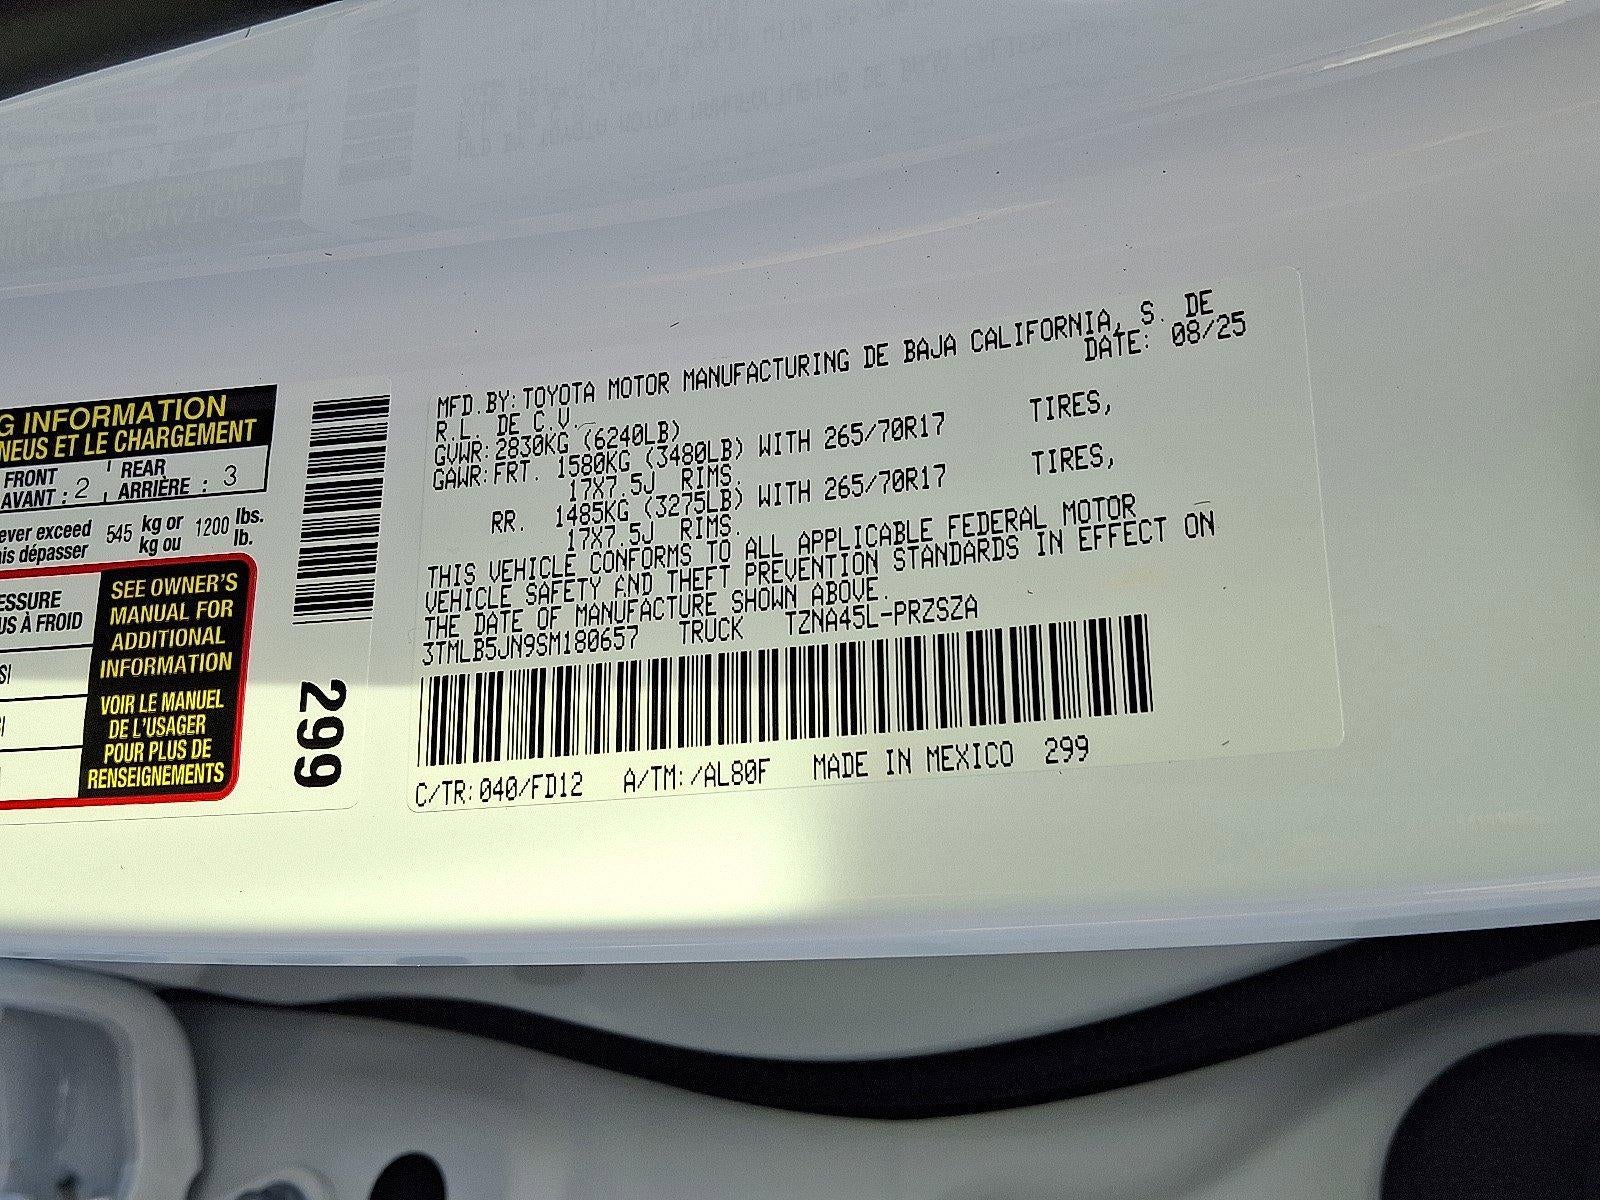 G INFORMATION
NEUS ET LE CHARGEMENT
FRONT REAR
AVANT : 2 ARRIÈRE : 3
ever exceed 545 kg or 1200 lbs.
is dépasser kg ou lb.
ESSURE
US À FROID
SI
SEE OWNER'S
MANUAL FOR
ADDITIONAL
INFORMATION
VOIR LE MANUEL
DE L'USAGER
POUR PLUS DE
RENSEIGNEMENTS
299
MFD.BY:TOYOTA MOTOR MANUFACTURING DE BAJA CALIFORNIA, S. DE
R.L. DE C.V. DATE: 08/25
GVWR:2830KG (6240LB)
GAWR:FRT. 1580KG (3480LB) WITH 265/70R17 TIRES,
17X7.5J RIMS.
RR. 1485KG (3275LB) WITH 265/70R17 TIRES,
17X7.5J RIMS.
THIS VEHICLE CONFORMS TO ALL APPLICABLE FEDERAL MOTOR
VEHICLE SAFETY AND THEFT PREVENTION STANDARDS IN EFFECT ON
THE DATE OF MANUFACTURE SHOWN ABOVE.
3TMLB5JN9SM180657 TRUCK TZNA45L-PRZSZA
C/TR:040/FD12 A/TM:/AL80F MADE IN MEXICO 299